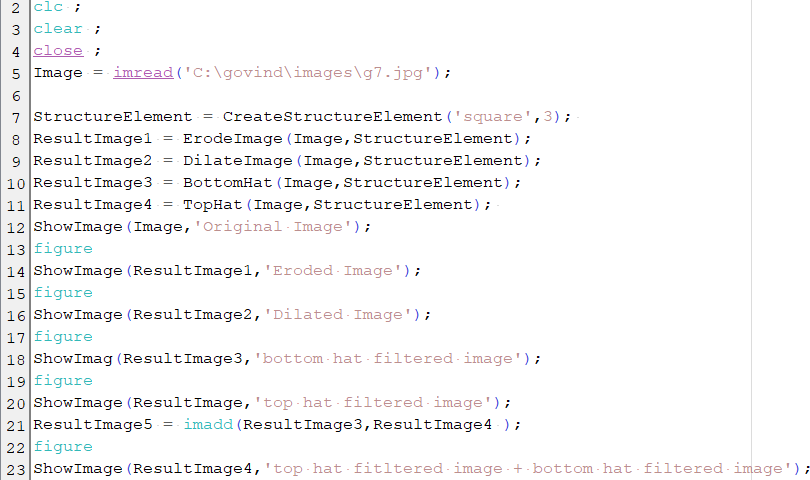 2 clc ;
3 clear ;
4 close ;
5 Image = imread('C:\govind\images\g7.jpg');
6
7 StructureElement = CreateStructureElement('square',3);
8 ResultImage1 = ErodeImage(Image,StructureElement);
9 ResultImage2 = DilateImage(Image,StructureElement);
10 ResultImage3 = BottomHat(Image,StructureElement);
11 ResultImage4 = TopHat(Image,StructureElement);
12 ShowImage(Image,'Original Image');
13 figure
14 ShowImage(ResultImage1,'Eroded Image');
15 figure
16 ShowImage(ResultImage2,'Dilated Image');
17 figure
18 ShowImag(ResultImage3,'bottom hat filtered image');
19 figure
20 ShowImage(ResultImage,'top hat filtered image');
21 ResultImage5 = imadd(ResultImage3,ResultImage4 );
22 figure
23 ShowImage(ResultImage4,'top hat fitltered image + bottom hat filtered image');